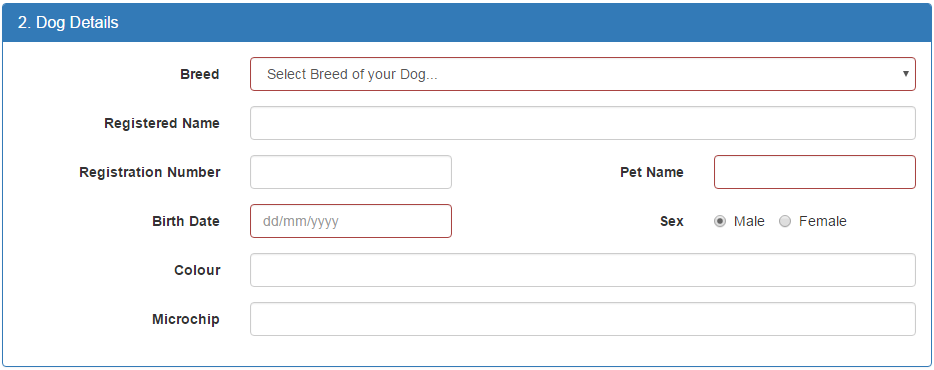 2. Dog Details
Breed Select Breed of your Dog...
Registered Name
Registration Number Pet Name
Birth Date dd/mm/yyyy Sex Male Female
Colour
Microchip